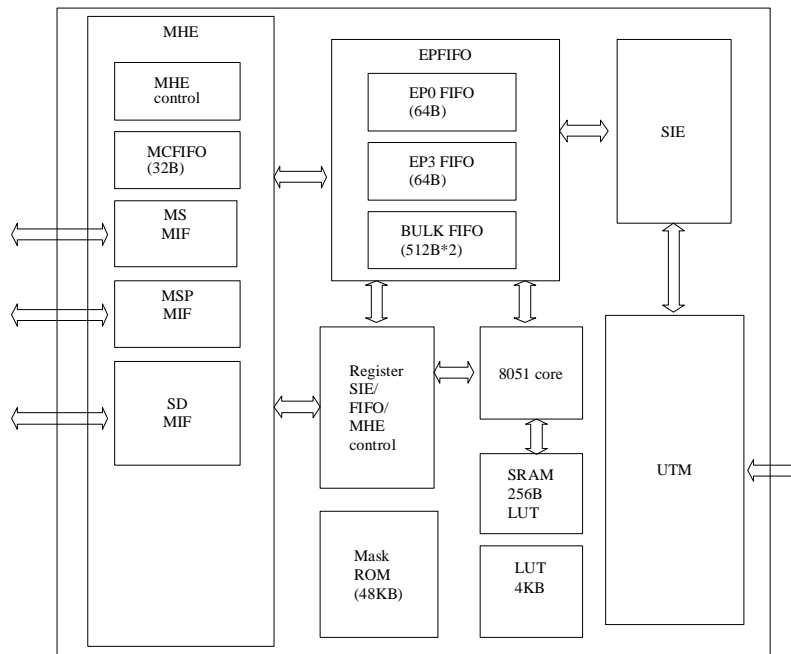 MHE
MHE
control
MCFIFO
(32B)
MS
MIF
MSP
MIF
SD
MIF
EPFIFO
EP0 FIFO
(64B)
EP3 FIFO
(64B)
BULK FIFO
(512B*2)
SIE
Register
SIE/
FIFO/
MHE
control
8051 core
SRAM
256B
LUT
UTM
Mask
ROM
(48KB)
LUT
4KB